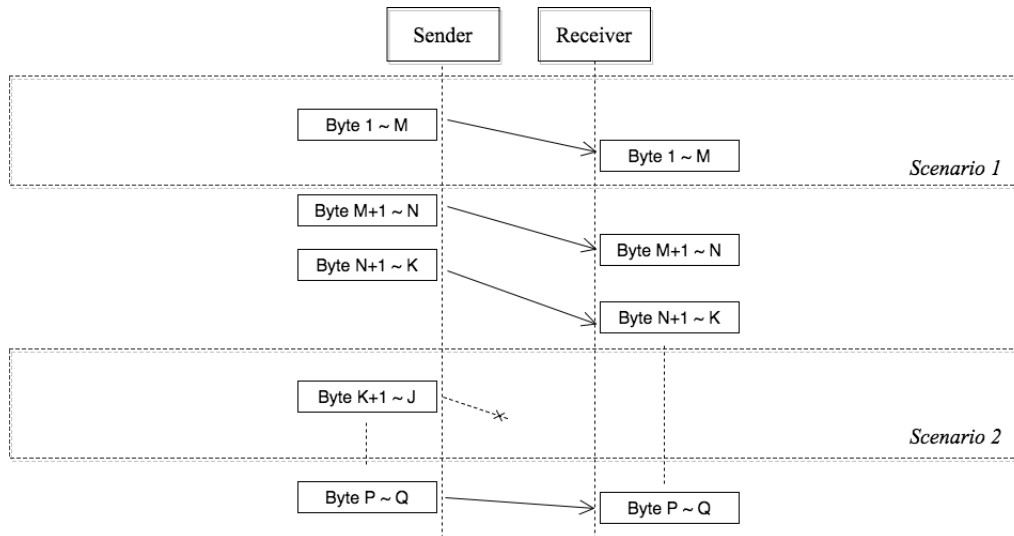 Sender
Receiver
Byte 1 ~ M
Byte 1 ~ M
Scenario 1
Byte M+1 ~ N
Byte M+1 ~ N
Byte N+1 ~ K
Byte N+1 ~ K
Byte K+1 ~ J
Scenario 2
Byte P ~ Q
Byte P ~ Q